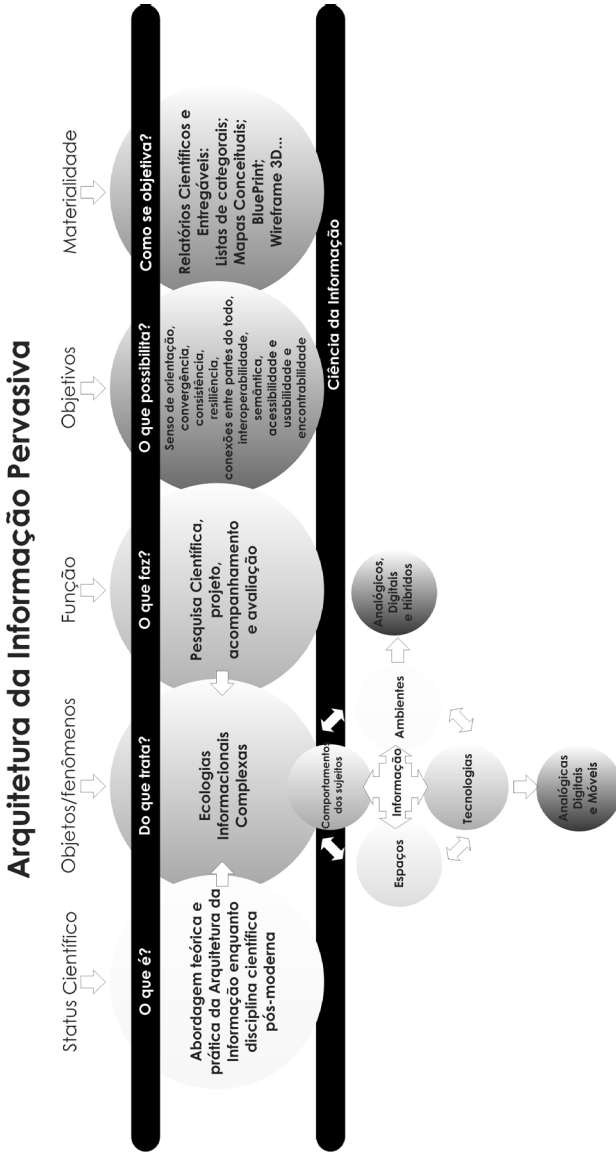 Arquitetura da Informação Pervasiva
Status Científico
Objetos/fenômenos
Função
Objetivos
Materialidade
O que é?
Do que trata?
O que faz?
O que possibilita?
Como se objetiva?
Abordagem teórica e
prática da Arquitetura da
Informação enquanto
disciplina científica
pós-moderna
Ecologias
Informacionais
Complexas
Pesquisa Científica,
projeto,
acompanhamento
e avaliação
Senso de orientação,
convergência,
consistência,
resiliência,
conexões entre partes do todo,
interoperabilidade,
semântica,
acessibilidade e
usabilidade e
encontrabilidade
Relatórios Científicos e
Entregáveis:
Listas de categorais;
Mapas Conceituais;
BluePrint;
Wireframe 3D...
Ciência da Informação
Comportamentos
dos sujeitos
Espaços
Informação
Ambientes
Analógicos,
Digitais
e Híbridos
Tecnologias
Analógicas
Digitais
e Móveis